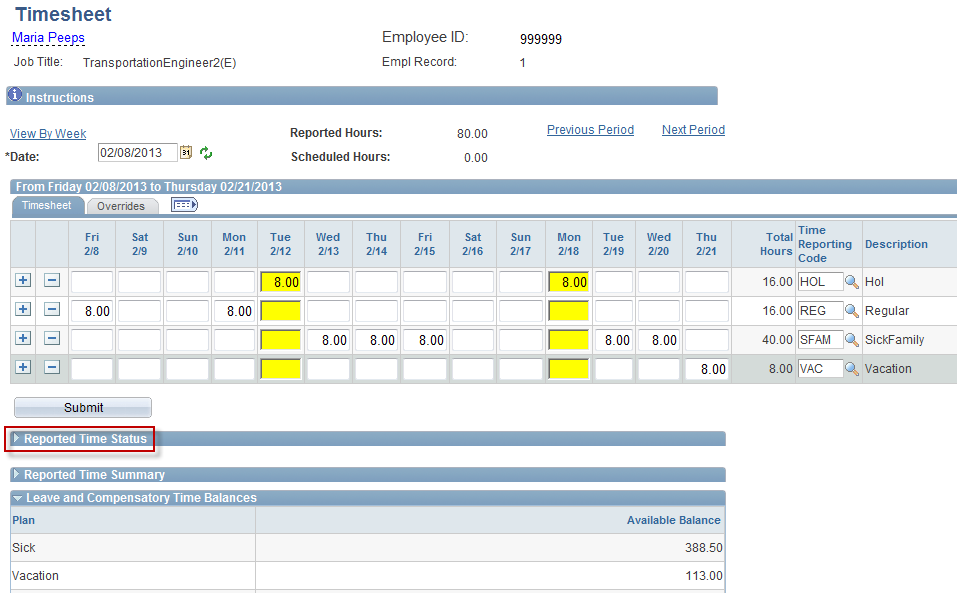 Timesheet
Maria Peeps Employee ID: 999999
Job Title: TransportationEngineer2(E) Empl Record: 1
Instructions
View By Week Reported Hours: 80.00 Previous Period Next Period
*Date: 02/08/2013 31 Scheduled Hours: 0.00
From Friday 02/08/2013 to Thursday 02/21/2013
Timesheet Overrides
Fri 2/8 Sat 2/9 Sun 2/10 Mon 2/11 Tue 2/12 Wed 2/13 Thu 2/14 Fri 2/15 Sat 2/16 Sun 2/17 Mon 2/18 Tue 2/19 Wed 2/20 Thu 2/21 Total Hours Time Reporting Code Description
8.00 8.00 16.00 HOL Hol
8.00 8.00 16.00 REG Regular
8.00 8.00 8.00 8.00 8.00 40.00 SFAM SickFamily
8.00 8.00 VAC Vacation
Submit
Reported Time Status
Reported Time Summary
Leave and Compensatory Time Balances
Plan Available Balance
Sick 388.50
Vacation 113.00